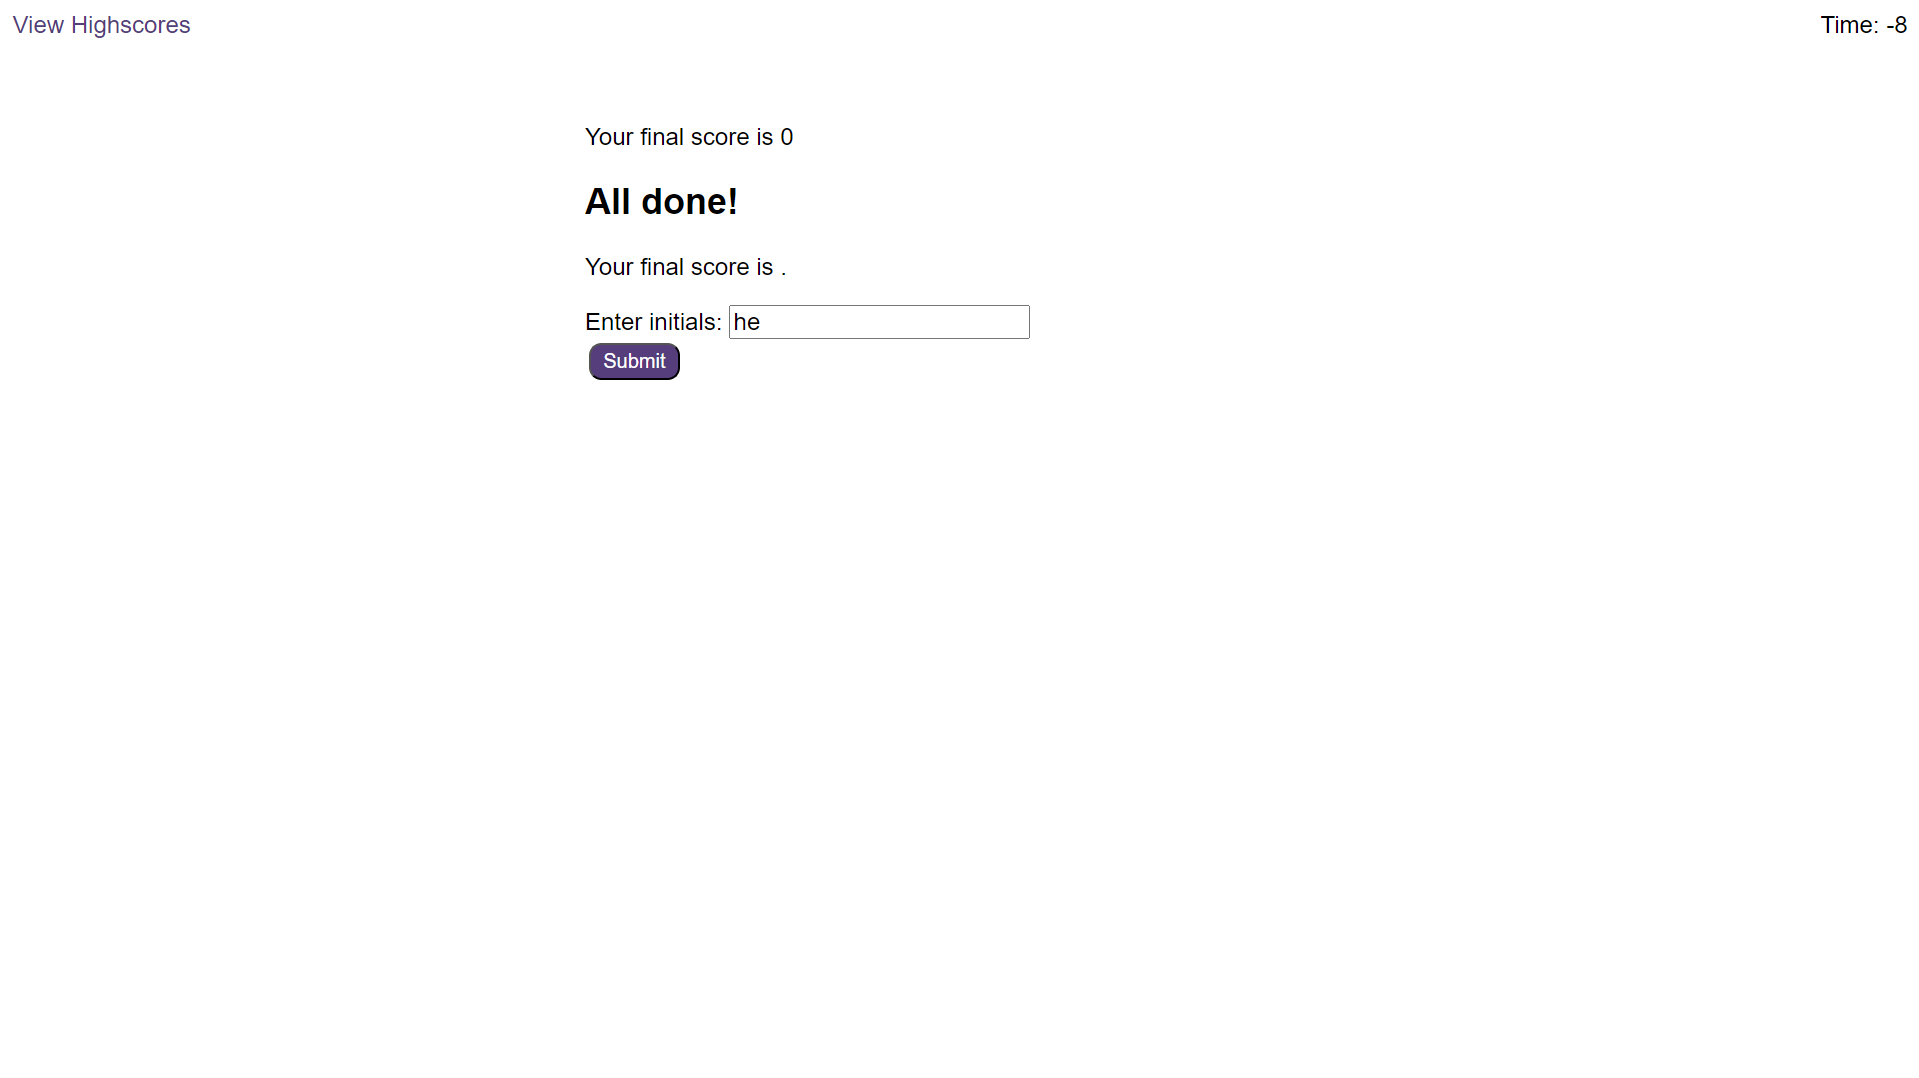 View Highscores
Time: -8
Your final score is 0
All done!
Your final score is .
Enter initials: he
Submit